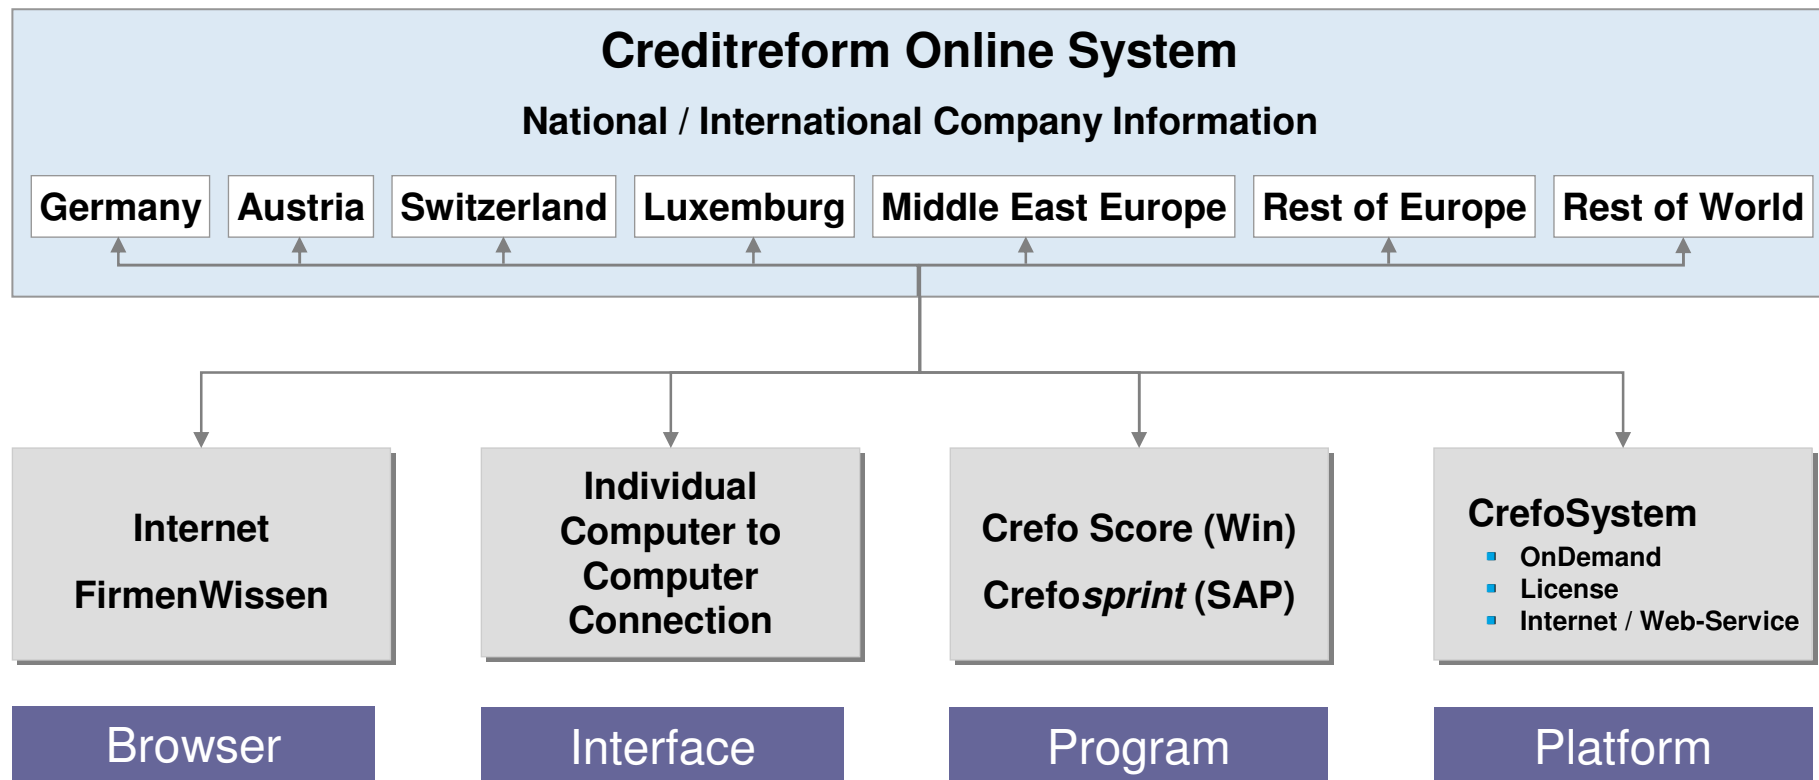 Creditreform Online System
National / International Company Information
Germany
Austria
Switzerland
Luxemburg
Middle East Europe
Rest of Europe
Rest of World
Internet
FirmenWissen
Individual
Computer to
Computer
Connection
Crefo Score (Win)
Crefosprint (SAP)
CrefoSystem
OnDemand
License
Internet / Web-Service
Browser
Interface
Program
Platform